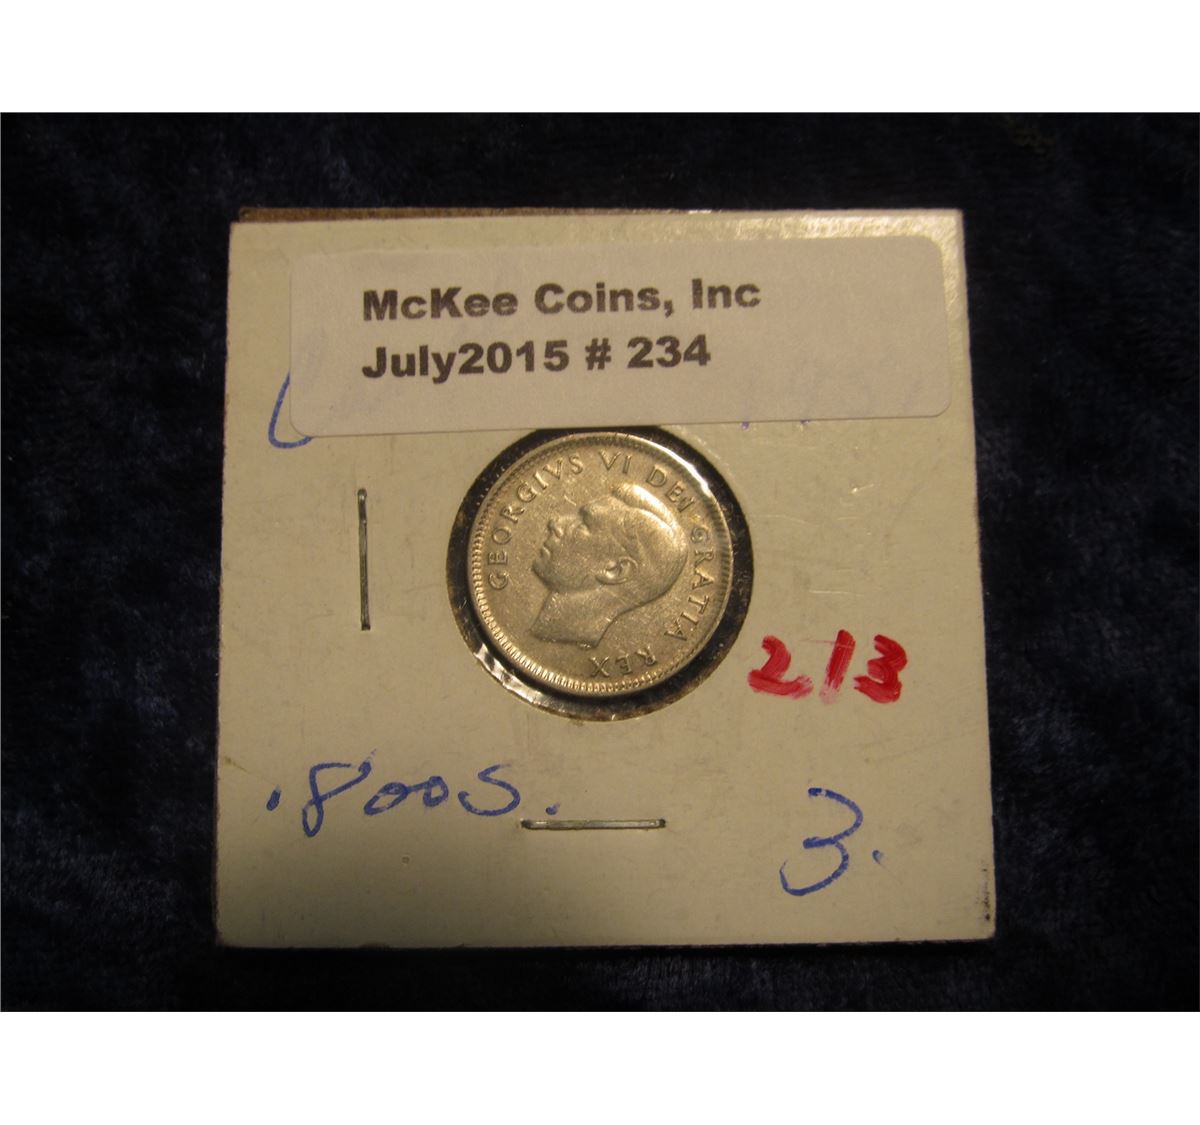 McKee Coins, Inc
July2015 # 234
GEORGIVS VI DEI GRATIA REX
213
.800S.
3.